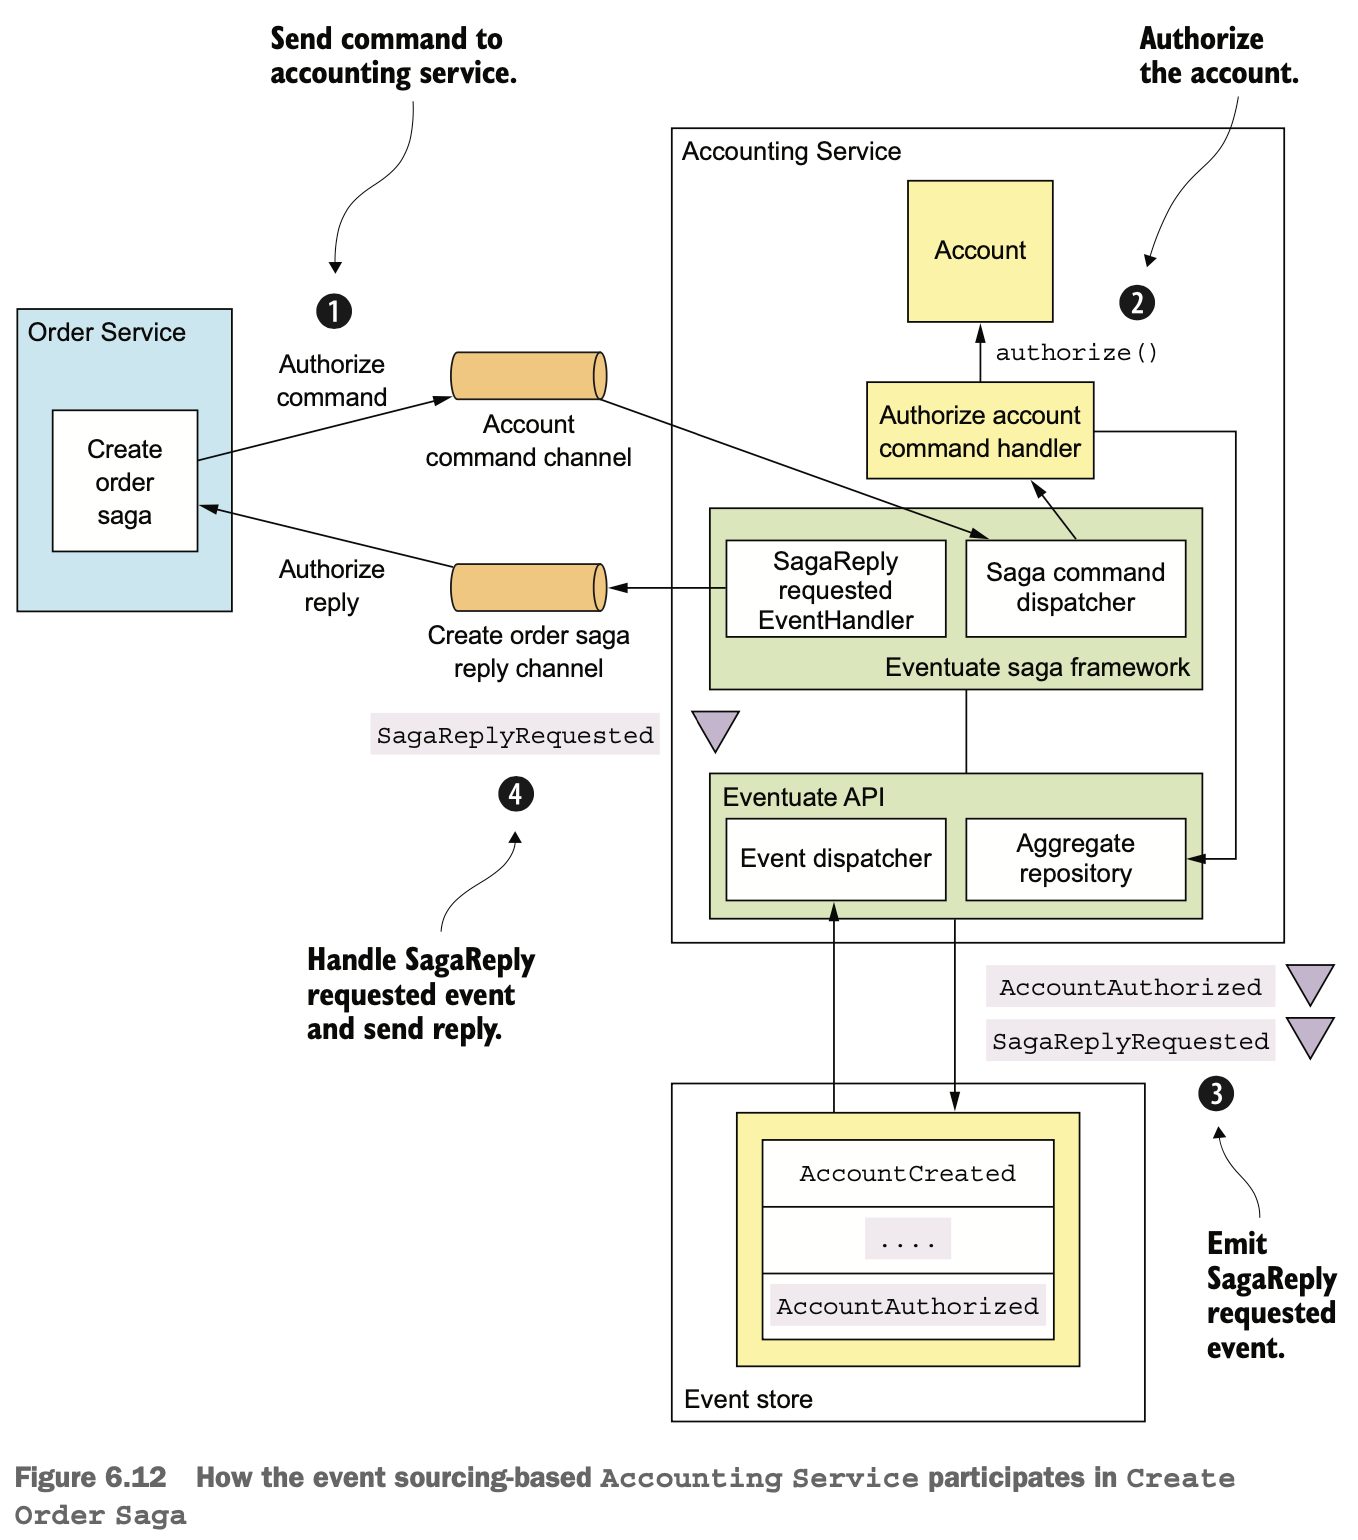 Send command to
accounting service.
Authorize
the account.
Accounting Service
Account
1
2
Order Service
Authorize
command
authorize()
Create
order
saga
Account
command channel
Authorize account
command handler
SagaReply
requested
EventHandler
Saga command
dispatcher
Authorize
reply
Create order saga
reply channel
Eventuate saga framework
SagaReplyRequested
4
Eventuate API
Event dispatcher
Aggregate
repository
Handle SagaReply
requested event
and send reply.
AccountAuthorized
SagaReplyRequested
3
AccountCreated
....
AccountAuthorized
Emit
SagaReply
requested
event.
Event store
Figure 6.12 How the event sourcing-based Accounting Service participates in Create
Order Saga